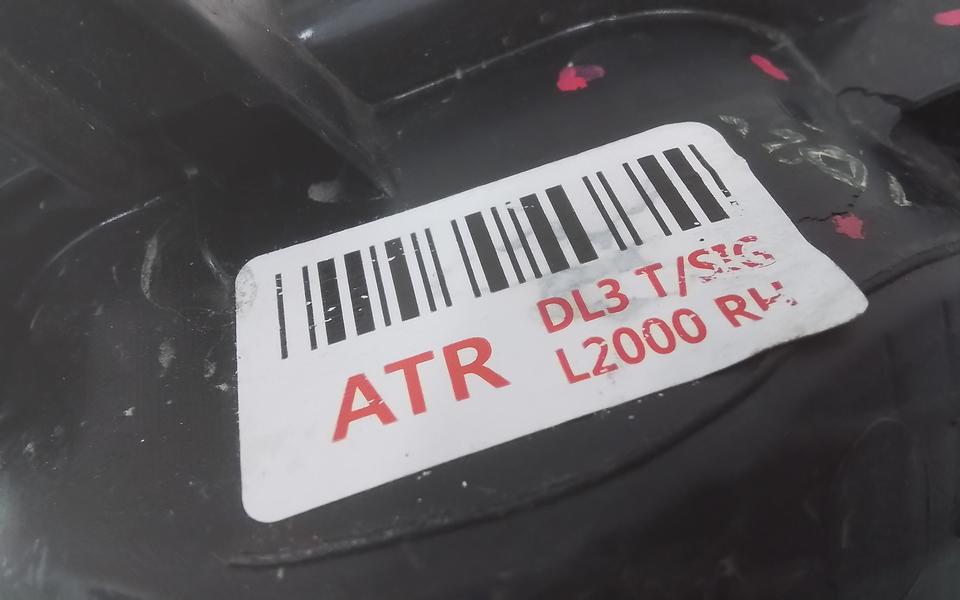 ATR
DL3 T/SIG
L2000 RH